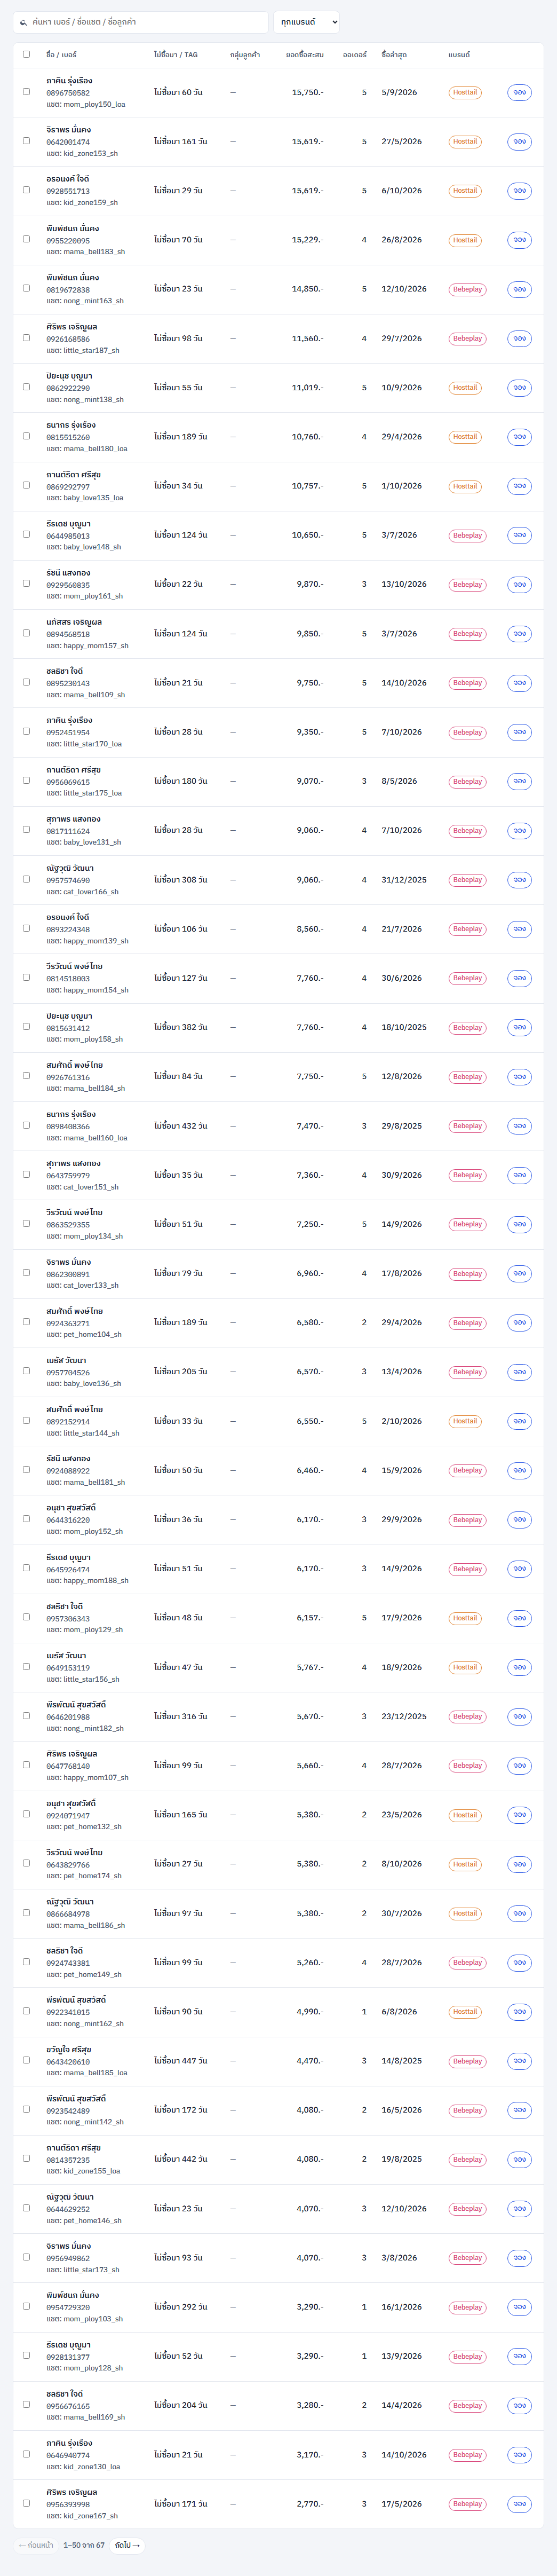 ค้นหา เบอร์ / ชื่อแชต / ชื่อลูกค้า ทุกแบรนด์
ชื่อ / เบอร์ ไม่ซื้อมา / TAG กลุ่มลูกค้า ยอดซื้อสะสม ออเดอร์ ซื้อล่าสุด แบรนด์
ภาคิน รุ่งเรือง
0896750582 ไม่ซื้อมา 60 วัน — 15,750.- 5 5/9/2026 Hosttail จอง
แชต: mom_ploy150_loa
จิราพร มั่นคง
0642001474 ไม่ซื้อมา 161 วัน — 15,619.- 5 27/5/2026 Hosttail จอง
แชต: kid_zone153_sh
อรอนงค์ ใจดี
0928551713 ไม่ซื้อมา 29 วัน — 15,619.- 5 6/10/2026 Hosttail จอง
แชต: kid_zone159_sh
พิมพ์ชนก มั่นคง
0955220095 ไม่ซื้อมา 70 วัน — 15,229.- 4 26/8/2026 Hosttail จอง
แชต: mama_bell183_sh
พิมพ์ชนก มั่นคง
0819672838 ไม่ซื้อมา 23 วัน — 14,850.- 5 12/10/2026 Bebeplay จอง
แชต: nong_mint163_sh
ศิริพร เจริญผล
0926168586 ไม่ซื้อมา 98 วัน — 11,560.- 4 29/7/2026 Bebeplay จอง
แชต: little_star187_sh
ปิยะนุช บุญมา
0862922290 ไม่ซื้อมา 55 วัน — 11,019.- 5 10/9/2026 Hosttail จอง
แชต: nong_mint138_sh
ธนากร รุ่งเรือง
0815515260 ไม่ซื้อมา 189 วัน — 10,760.- 4 29/4/2026 Hosttail จอง
แชต: mama_bell180_loa
กานต์ธิดา ศรีสุข
0869292797 ไม่ซื้อมา 34 วัน — 10,757.- 5 1/10/2026 Hosttail จอง
แชต: baby_love135_loa
ธีรเดช บุญมา
0644985013 ไม่ซื้อมา 124 วัน — 10,650.- 5 3/7/2026 Bebeplay จอง
แชต: baby_love148_sh
รัชนี แสงทอง
0929560835 ไม่ซื้อมา 22 วัน — 9,870.- 3 13/10/2026 Bebeplay จอง
แชต: mom_ploy161_sh
นภัสสร เจริญผล
0894568518 ไม่ซื้อมา 124 วัน — 9,850.- 5 3/7/2026 Bebeplay จอง
แชต: happy_mom157_sh
ชลธิชา ใจดี
0895230143 ไม่ซื้อมา 21 วัน — 9,750.- 5 14/10/2026 Bebeplay จอง
แชต: mama_bell109_sh
ภาคิน รุ่งเรือง
0952451954 ไม่ซื้อมา 28 วัน — 9,350.- 5 7/10/2026 Bebeplay จอง
แชต: little_star170_loa
กานต์ธิดา ศรีสุข
0956069615 ไม่ซื้อมา 180 วัน — 9,070.- 3 8/5/2026 Bebeplay จอง
แชต: little_star175_loa
สุภาพร แสงทอง
0817111624 ไม่ซื้อมา 28 วัน — 9,060.- 4 7/10/2026 Bebeplay จอง
แชต: baby_love131_sh
ณัฐวุฒิ วัฒนา
0957574690 ไม่ซื้อมา 308 วัน — 9,060.- 4 31/12/2025 Bebeplay จอง
แชต: cat_lover166_sh
อรอนงค์ ใจดี
0893224348 ไม่ซื้อมา 106 วัน — 8,560.- 4 21/7/2026 Bebeplay จอง
แชต: happy_mom139_sh
วีรวัฒน์ พงษ์ไทย
0814518003 ไม่ซื้อมา 127 วัน — 7,760.- 4 30/6/2026 Bebeplay จอง
แชต: happy_mom154_sh
ปิยะนุช บุญมา
0815631412 ไม่ซื้อมา 382 วัน — 7,760.- 4 18/10/2025 Bebeplay จอง
แชต: mom_ploy158_sh
สมศักดิ์ พงษ์ไทย
0926761316 ไม่ซื้อมา 84 วัน — 7,750.- 5 12/8/2026 Bebeplay จอง
แชต: mama_bell184_sh
ธนากร รุ่งเรือง
0898408366 ไม่ซื้อมา 432 วัน — 7,470.- 3 29/8/2025 Bebeplay จอง
แชต: mama_bell160_loa
สุภาพร แสงทอง
0643759979 ไม่ซื้อมา 35 วัน — 7,360.- 4 30/9/2026 Bebeplay จอง
แชต: cat_lover151_sh
วีรวัฒน์ พงษ์ไทย
0863529355 ไม่ซื้อมา 51 วัน — 7,250.- 5 14/9/2026 Bebeplay จอง
แชต: mom_ploy134_sh
จิราพร มั่นคง
0862300891 ไม่ซื้อมา 79 วัน — 6,960.- 4 17/8/2026 Bebeplay จอง
แชต: cat_lover133_sh
สมศักดิ์ พงษ์ไทย
0924363271 ไม่ซื้อมา 189 วัน — 6,580.- 2 29/4/2026 Bebeplay จอง
แชต: pet_home104_sh
เมธัส วัฒนา
0957704526 ไม่ซื้อมา 205 วัน — 6,570.- 3 13/4/2026 Bebeplay จอง
แชต: baby_love136_sh
สมศักดิ์ พงษ์ไทย
0892152914 ไม่ซื้อมา 33 วัน — 6,550.- 5 2/10/2026 Hosttail จอง
แชต: little_star144_sh
รัชนี แสงทอง
0924088922 ไม่ซื้อมา 50 วัน — 6,460.- 4 15/9/2026 Bebeplay จอง
แชต: mama_bell181_sh
อนุชา สุขสวัสดิ์
0644316220 ไม่ซื้อมา 36 วัน — 6,170.- 3 29/9/2026 Bebeplay จอง
แชต: mom_ploy152_sh
ธีรเดช บุญมา
0645926474 ไม่ซื้อมา 51 วัน — 6,170.- 3 14/9/2026 Bebeplay จอง
แชต: happy_mom188_sh
ชลธิชา ใจดี
0957306343 ไม่ซื้อมา 48 วัน — 6,157.- 5 17/9/2026 Hosttail จอง
แชต: mom_ploy129_sh
เมธัส วัฒนา
0649153119 ไม่ซื้อมา 47 วัน — 5,767.- 4 18/9/2026 Hosttail จอง
แชต: little_star156_sh
พีรพัฒน์ สุขสวัสดิ์
0646201988 ไม่ซื้อมา 316 วัน — 5,670.- 3 23/12/2025 Bebeplay จอง
แชต: nong_mint182_sh
ศิริพร เจริญผล
0647768140 ไม่ซื้อมา 99 วัน — 5,660.- 4 28/7/2026 Bebeplay จอง
แชต: happy_mom107_sh
อนุชา สุขสวัสดิ์
0924071947 ไม่ซื้อมา 165 วัน — 5,380.- 2 23/5/2026 Hosttail จอง
แชต: pet_home132_sh
วีรวัฒน์ พงษ์ไทย
0643829766 ไม่ซื้อมา 27 วัน — 5,380.- 2 8/10/2026 Hosttail จอง
แชต: pet_home174_sh
ณัฐวุฒิ วัฒนา
0866684978 ไม่ซื้อมา 97 วัน — 5,380.- 2 30/7/2026 Hosttail จอง
แชต: mama_bell186_sh
ชลธิชา ใจดี
0924743381 ไม่ซื้อมา 99 วัน — 5,260.- 4 28/7/2026 Bebeplay จอง
แชต: pet_home149_sh
พีรพัฒน์ สุขสวัสดิ์
0922341015 ไม่ซื้อมา 90 วัน — 4,990.- 1 6/8/2026 Hosttail จอง
แชต: nong_mint162_sh
ขวัญใจ ศรีสุข
0643420610 ไม่ซื้อมา 447 วัน — 4,470.- 3 14/8/2025 Bebeplay จอง
แชต: mama_bell185_loa
พีรพัฒน์ สุขสวัสดิ์
0923542489 ไม่ซื้อมา 172 วัน — 4,080.- 2 16/5/2026 Bebeplay จอง
แชต: nong_mint142_sh
กานต์ธิดา ศรีสุข
0814357235 ไม่ซื้อมา 442 วัน — 4,080.- 2 19/8/2025 Bebeplay จอง
แชต: kid_zone155_loa
ณัฐวุฒิ วัฒนา
0644629252 ไม่ซื้อมา 23 วัน — 4,070.- 3 12/10/2026 Bebeplay จอง
แชต: pet_home146_sh
จิราพร มั่นคง
0956949862 ไม่ซื้อมา 93 วัน — 4,070.- 3 3/8/2026 Bebeplay จอง
แชต: little_star173_sh
พิมพ์ชนก มั่นคง
0954729320 ไม่ซื้อมา 292 วัน — 3,290.- 1 16/1/2026 Bebeplay จอง
แชต: mom_ploy103_sh
ธีรเดช บุญมา
0928131377 ไม่ซื้อมา 52 วัน — 3,290.- 1 13/9/2026 Bebeplay จอง
แชต: mom_ploy128_sh
ชลธิชา ใจดี
0956676165 ไม่ซื้อมา 204 วัน — 3,280.- 2 14/4/2026 Bebeplay จอง
แชต: mama_bell169_sh
ภาคิน รุ่งเรือง
0646940774 ไม่ซื้อมา 21 วัน — 3,170.- 3 14/10/2026 Bebeplay จอง
แชต: kid_zone130_loa
ศิริพร เจริญผล
0956393998 ไม่ซื้อมา 171 วัน — 2,770.- 3 17/5/2026 Bebeplay จอง
แชต: kid_zone167_sh
← ก่อนหน้า 1–50 จาก 67 ถัดไป →